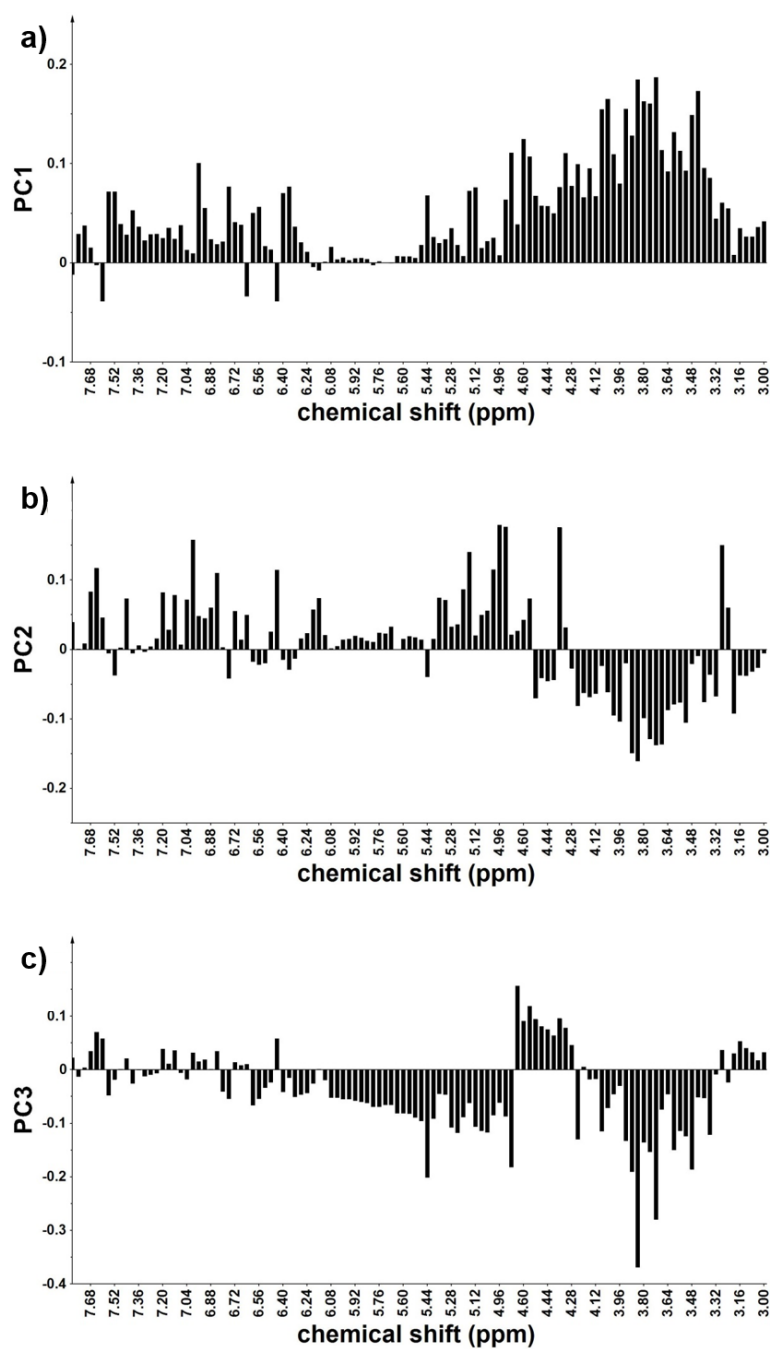 a)
0.2
0.1
0
-0.1
PC1
7.68 7.52 7.36 7.20 7.04 6.88 6.72 6.56 6.40 6.24 6.08 5.92 5.76 5.60 5.44 5.28 5.12 4.96 4.60 4.44 4.28 4.12 3.96 3.80 3.64 3.48 3.32 3.16 3.00
chemical shift (ppm)
b)
0.1
0
-0.1
-0.2
PC2
7.68 7.52 7.36 7.20 7.04 6.88 6.72 6.56 6.40 6.24 6.08 5.92 5.76 5.60 5.44 5.28 5.12 4.96 4.60 4.44 4.28 4.12 3.96 3.80 3.64 3.48 3.32 3.16 3.00
chemical shift (ppm)
c)
0.1
0
-0.1
-0.2
-0.3
-0.4
PC3
7.68 7.52 7.36 7.20 7.04 6.88 6.72 6.56 6.40 6.24 6.08 5.92 5.76 5.60 5.44 5.28 5.12 4.96 4.60 4.44 4.28 4.12 3.96 3.80 3.64 3.48 3.32 3.16 3.00
chemical shift (ppm)